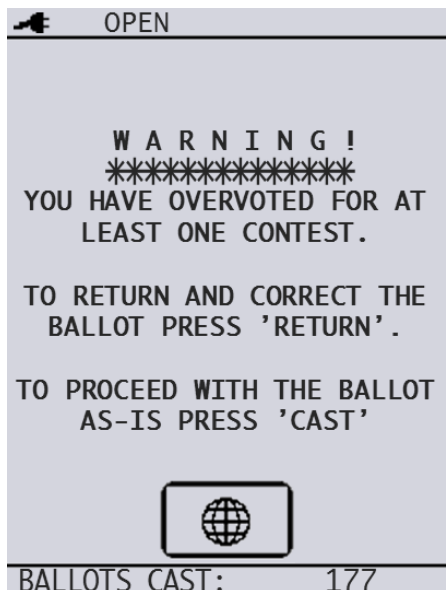 OPEN
W A R N I N G !
**************
YOU HAVE OVERVOTED FOR AT
LEAST ONE CONTEST.
TO RETURN AND CORRECT THE
BALLOT PRESS 'RETURN'.
TO PROCEED WITH THE BALLOT
AS-IS PRESS 'CAST'
BALLOTS CAST: 177